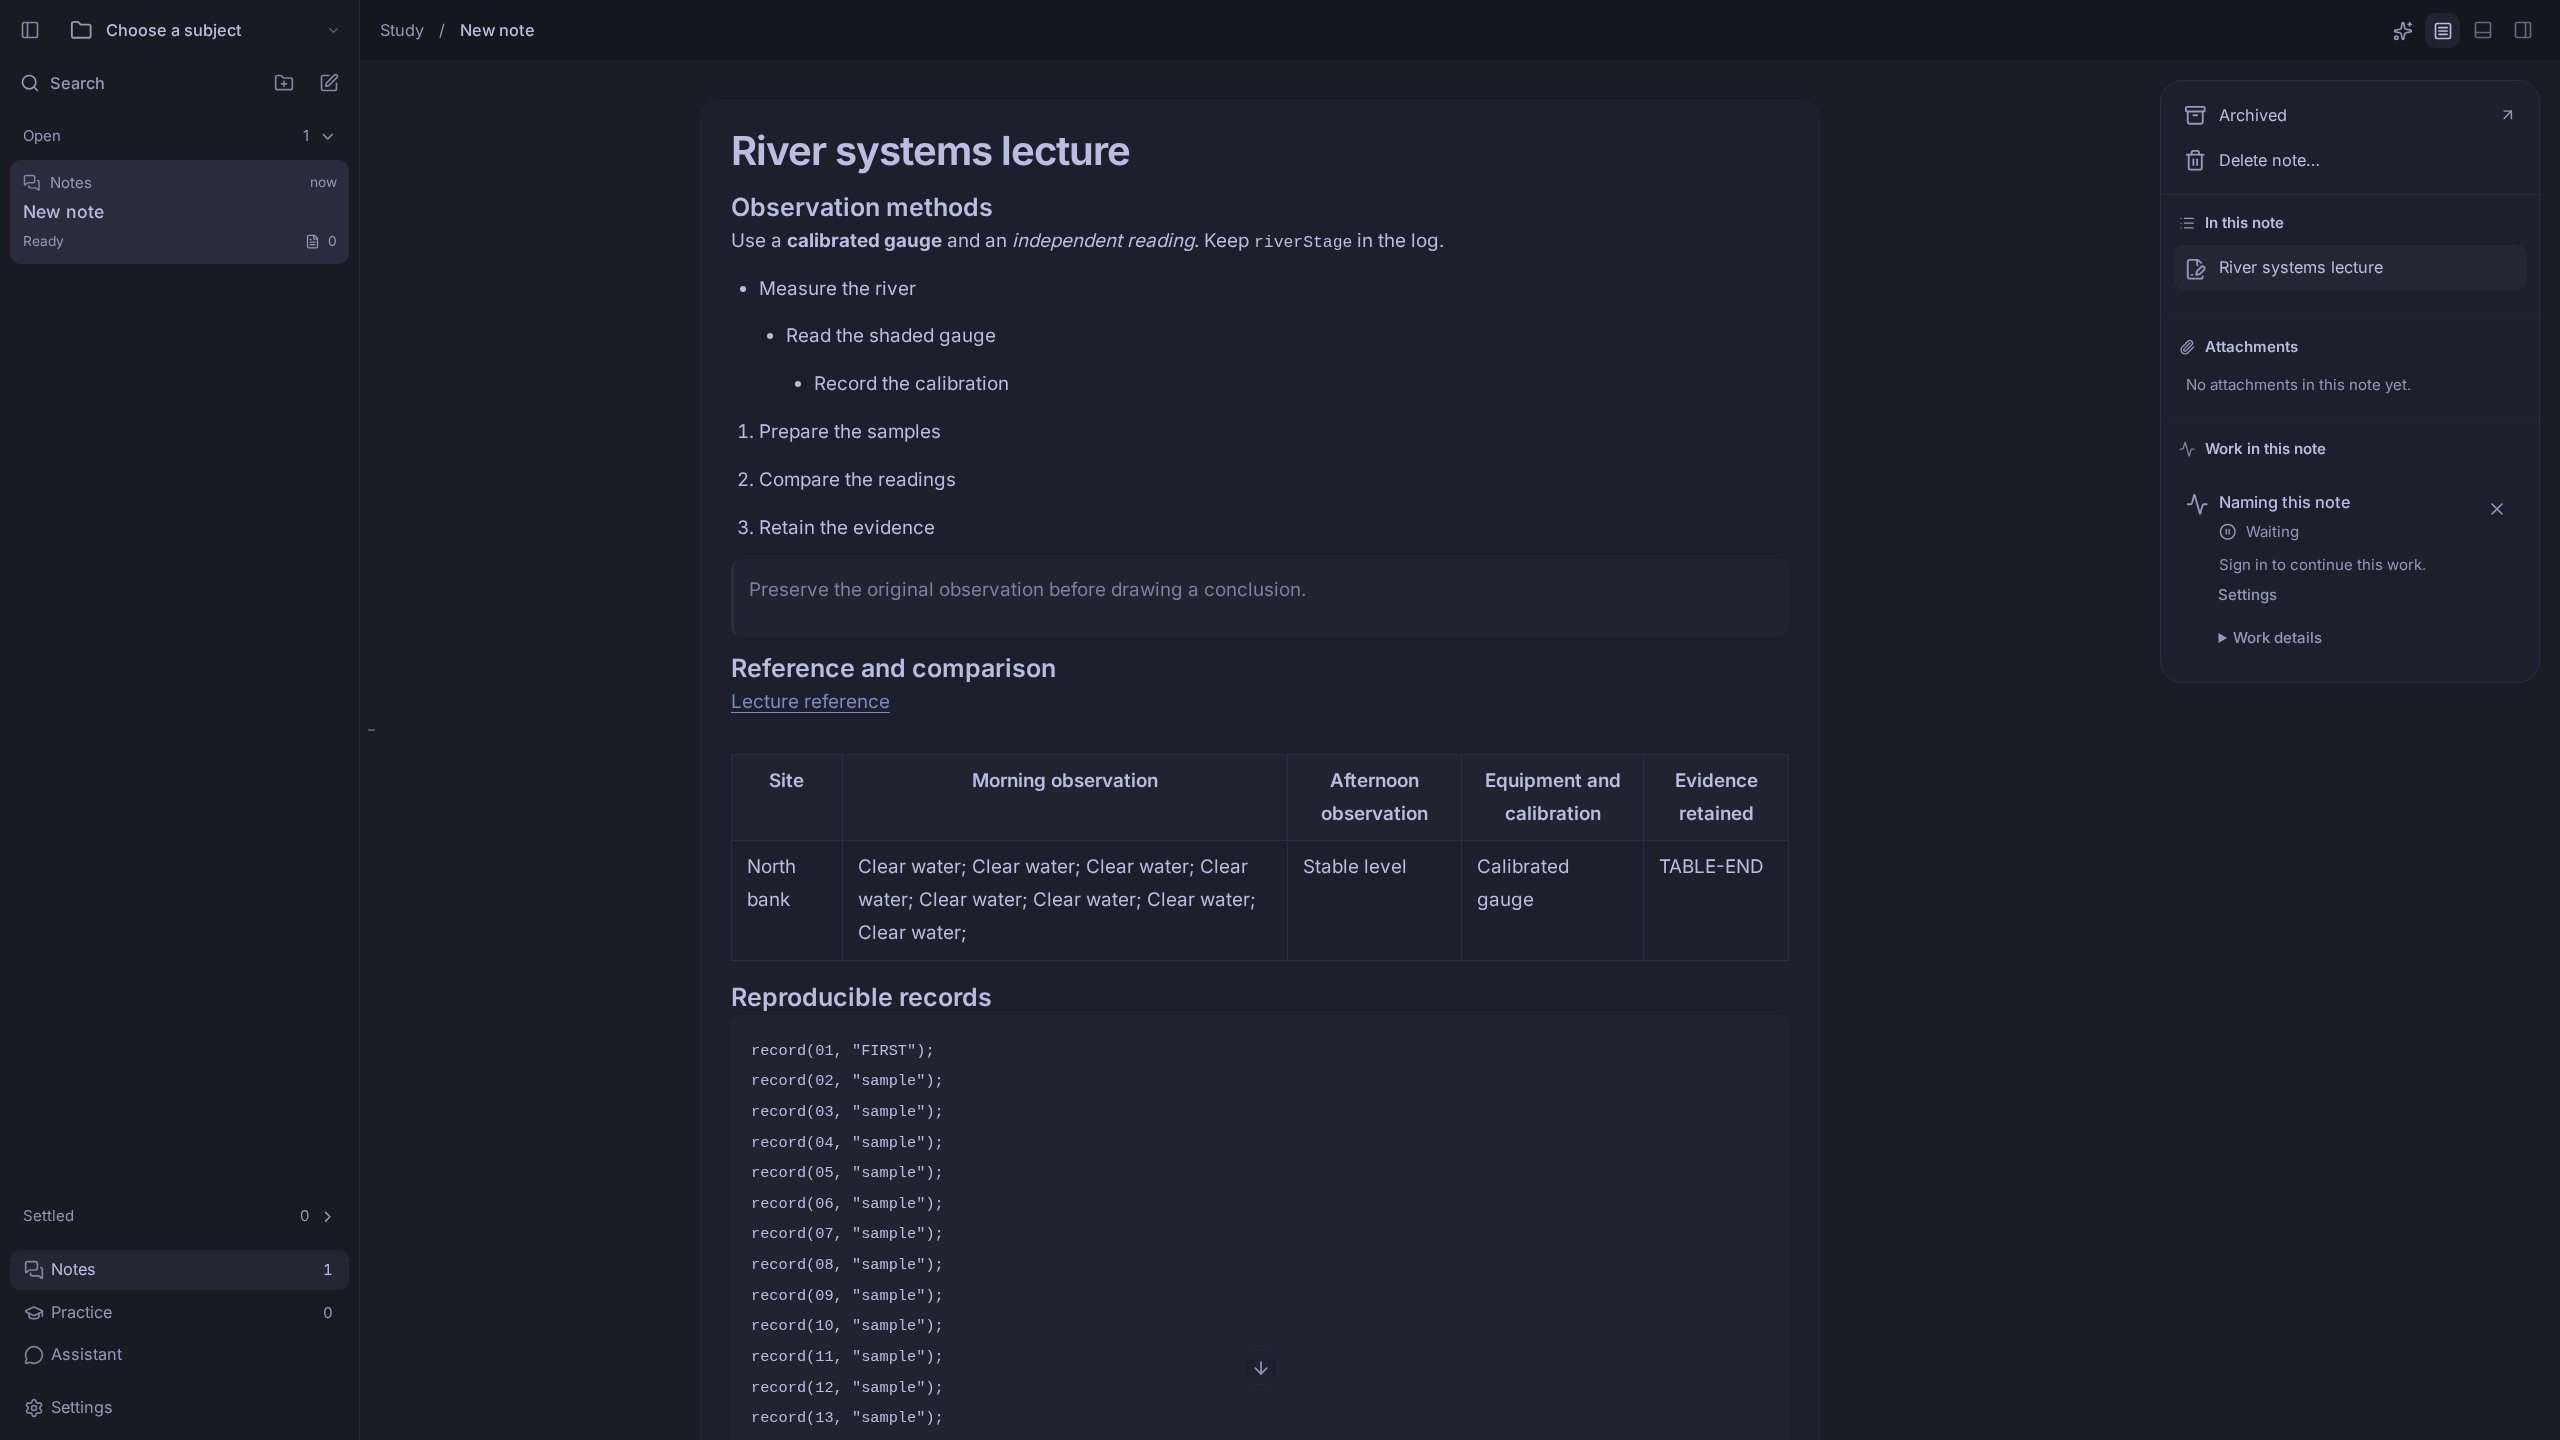 Choose a subject
Search
Open 1
Notes now
New note
Ready 0
Settled 0
Notes 1
Practice 0
Assistant
Settings
Study / New note
River systems lecture
Observation methods
Use a calibrated gauge and an independent reading. Keep riverStage in the log.
• Measure the river
• Read the shaded gauge
• Record the calibration
1. Prepare the samples
2. Compare the readings
3. Retain the evidence
Preserve the original observation before drawing a conclusion.
Reference and comparison
Lecture reference
Site Morning observation Afternoon observation Equipment and calibration Evidence retained
North bank Clear water; Clear water; Clear water; Clear water; Clear water; Clear water; Clear water; Clear water; Stable level Calibrated gauge TABLE-END
Reproducible records
record(01, "FIRST");
record(02, "sample");
record(03, "sample");
record(04, "sample");
record(05, "sample");
record(06, "sample");
record(07, "sample");
record(08, "sample");
record(09, "sample");
record(10, "sample");
record(11, "sample");
record(12, "sample");
record(13, "sample");
Archived
Delete note...
In this note
River systems lecture
Attachments
No attachments in this note yet.
Work in this note
Naming this note
Waiting
Sign in to continue this work.
Settings
Work details